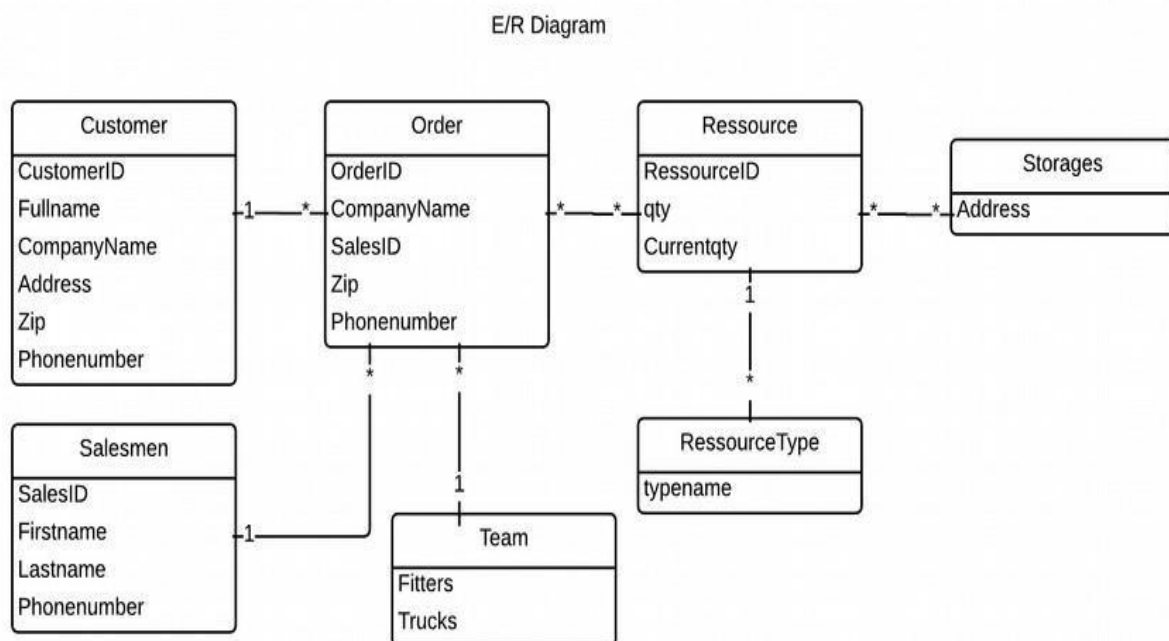 E/R Diagram
Customer
CustomerID
Fullname
CompanyName
Address
Zip
Phonenumber
1
*
Order
OrderID
CompanyName
SalesID
Zip
Phonenumber
*
*
Ressource
RessourceID
qty
Currentqty
*
*
Storages
Address
1
*
RessourceType
typename
*
*
1
1
Salesmen
SalesID
Firstname
Lastname
Phonenumber
Team
Fitters
Trucks